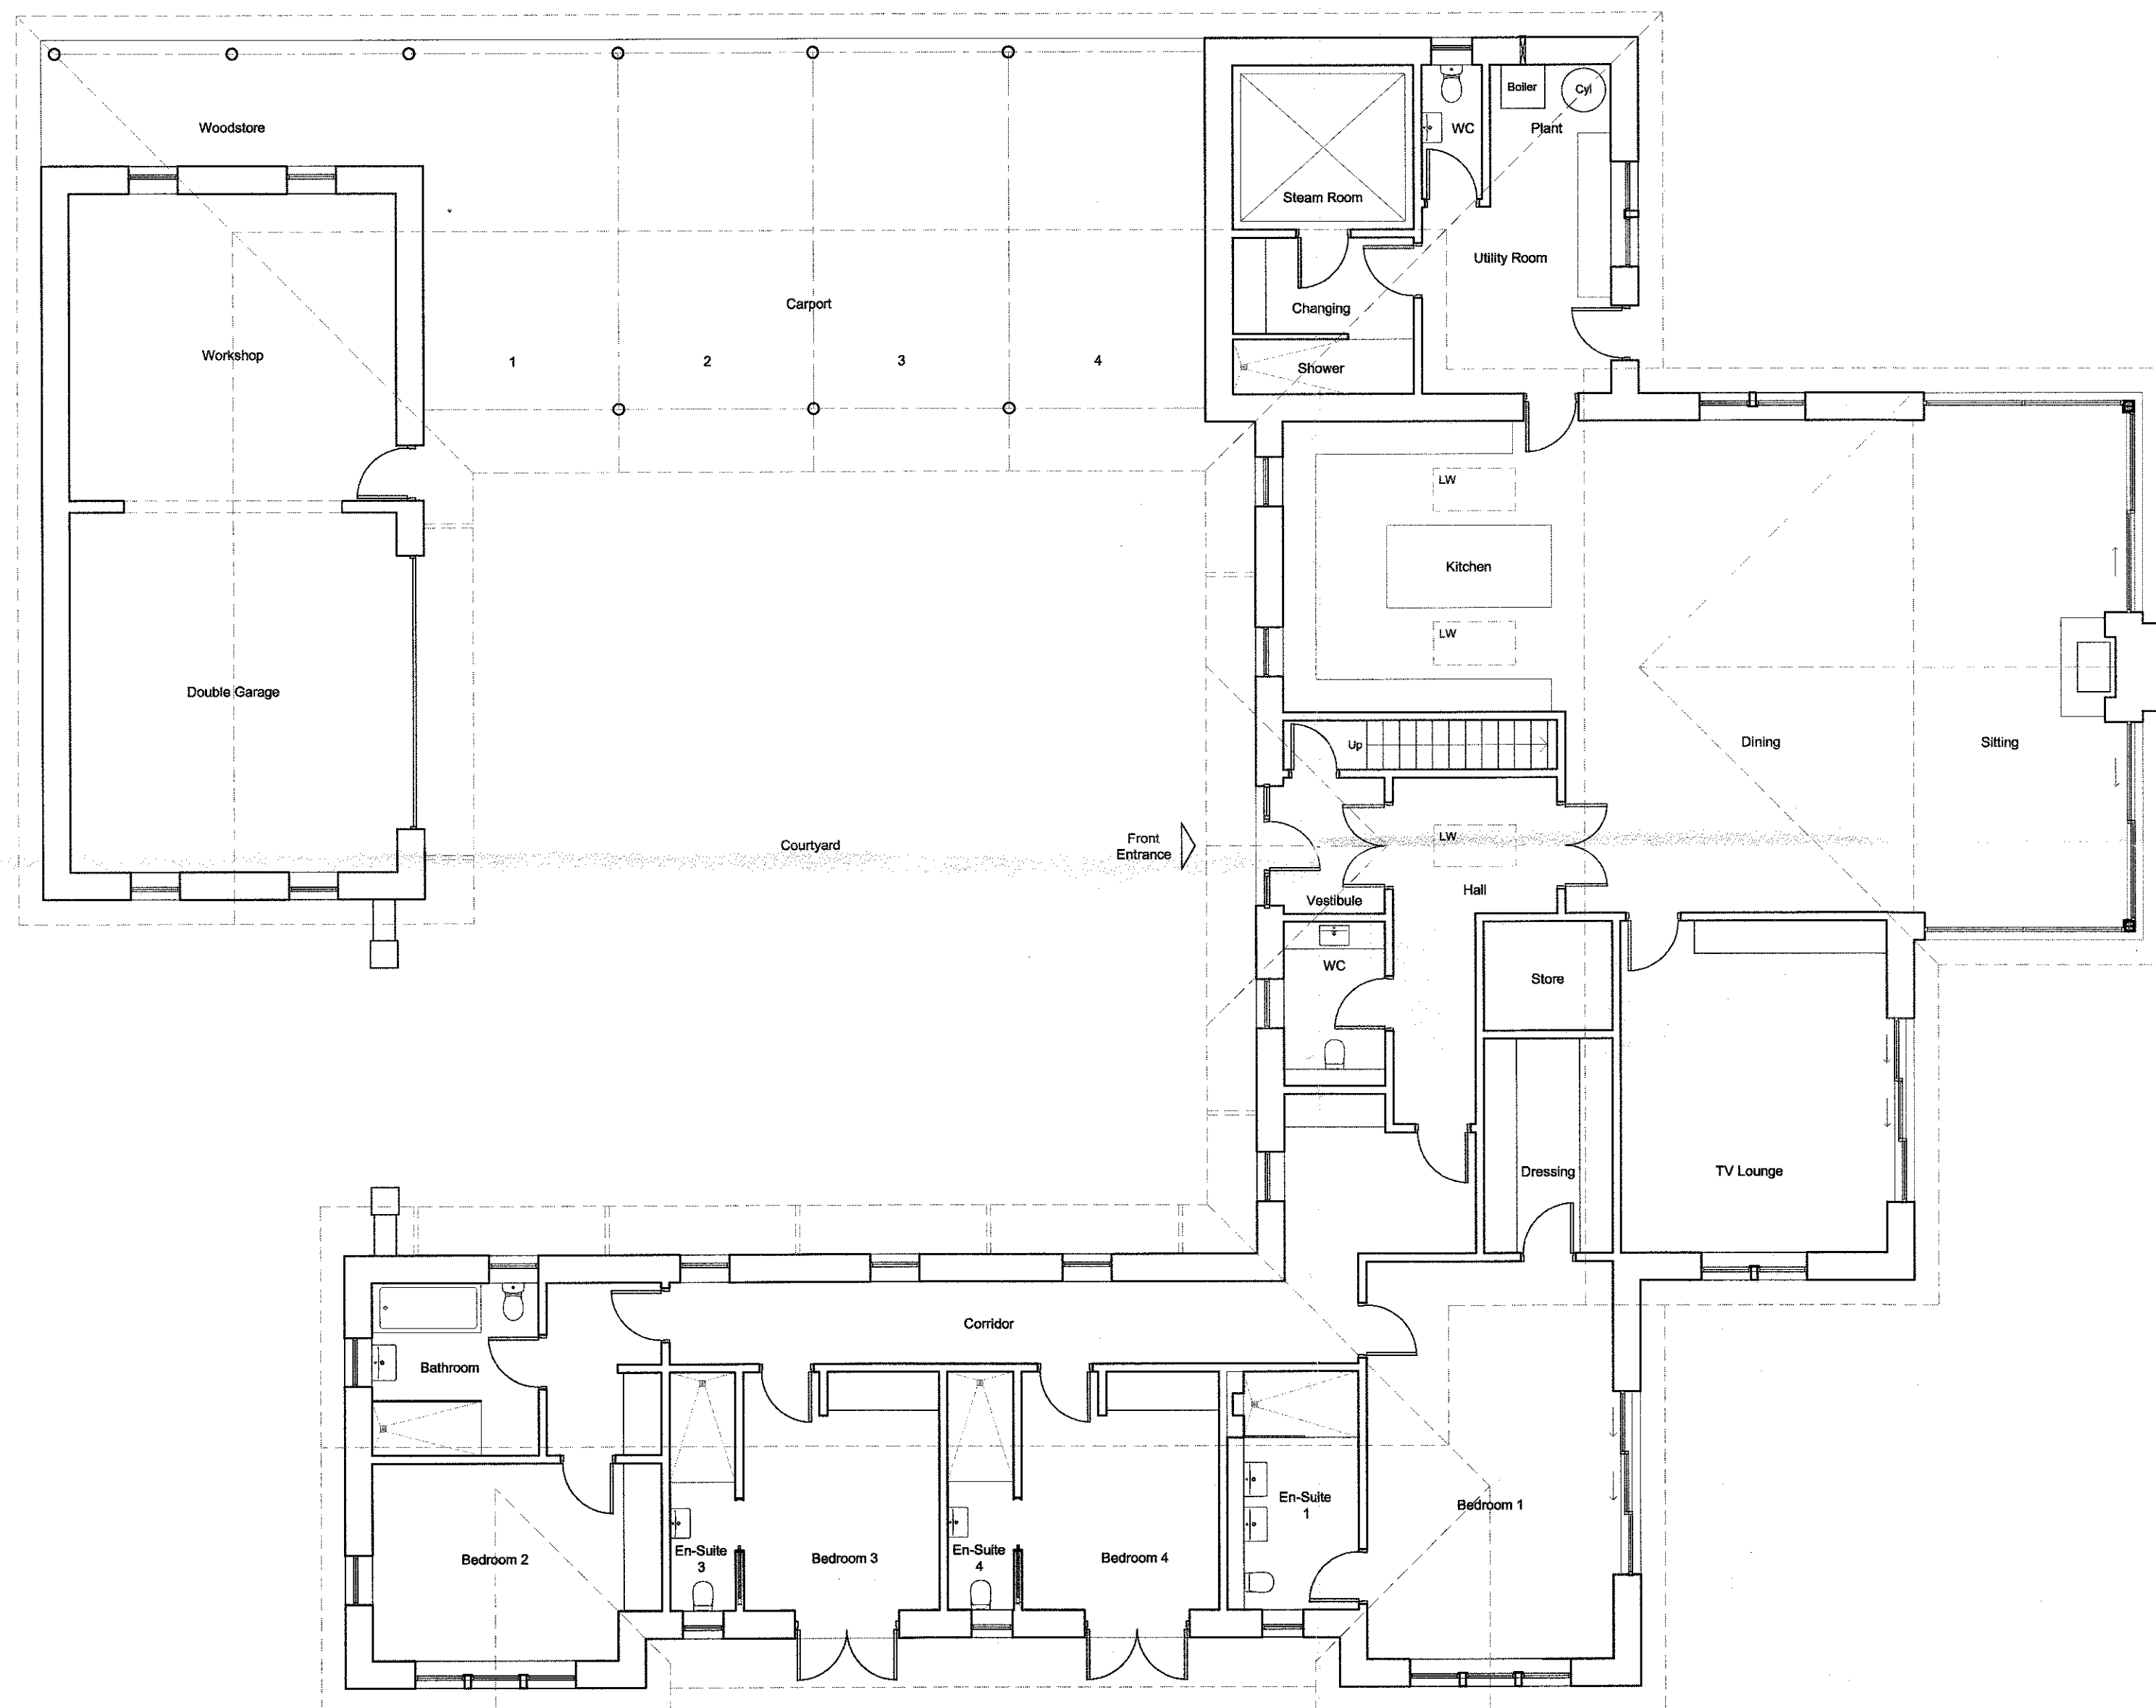 Boiler
Cyl
Woodstore
WC
Plant
Steam Room
Utility Room
Carport
Changing
Workshop
1
2
3
4
Shower
LW
Kitchen
LW
Double Garage
Up
Dining
Sitting
Courtyard
Front
Entrance
LW
Hall
Vestibule
WC
Store
Dressing
TV Lounge
Corridor
Bathroom
En-Suite
1
Bedroom 1
Bedroom 2
En-Suite
3
Bedroom 3
En-Suite
4
Bedroom 4